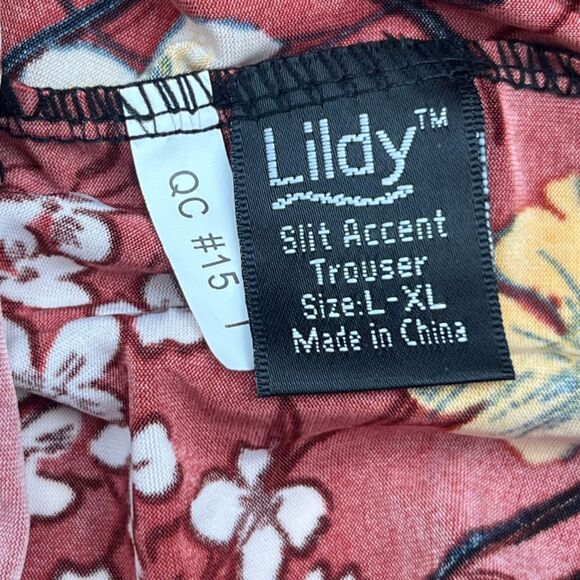 Lildy™
Slit Accent
Trouser
Size:L-XL
Made in China
QC #15